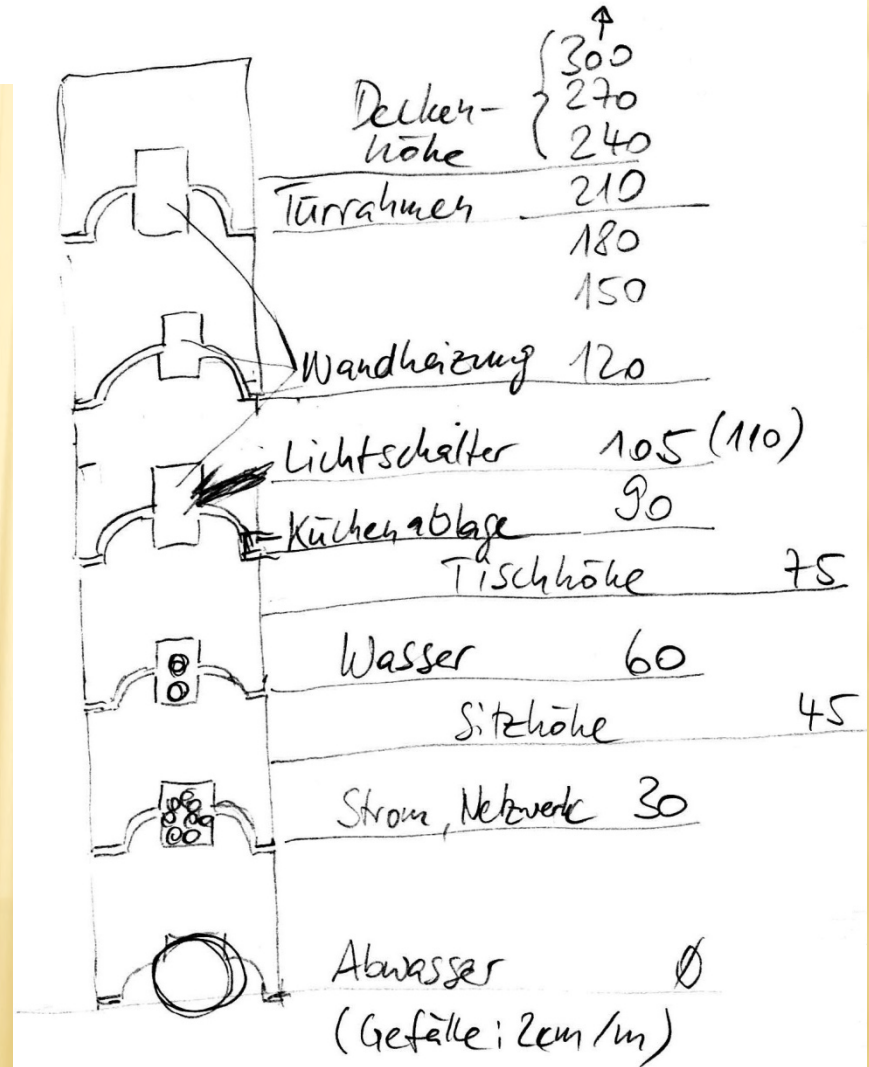 ↑
300
Decken- { 270
höhe 240
Türrahmen 210
180
150
Wandheizung 120
Lichtschalter 105 (110)
Küchenablage 90
Tischhöhe 75
Wasser 60
Sitzhöhe 45
Strom, Netzwerk 30
Abwasser Ø
(Gefälle: 2cm/m)